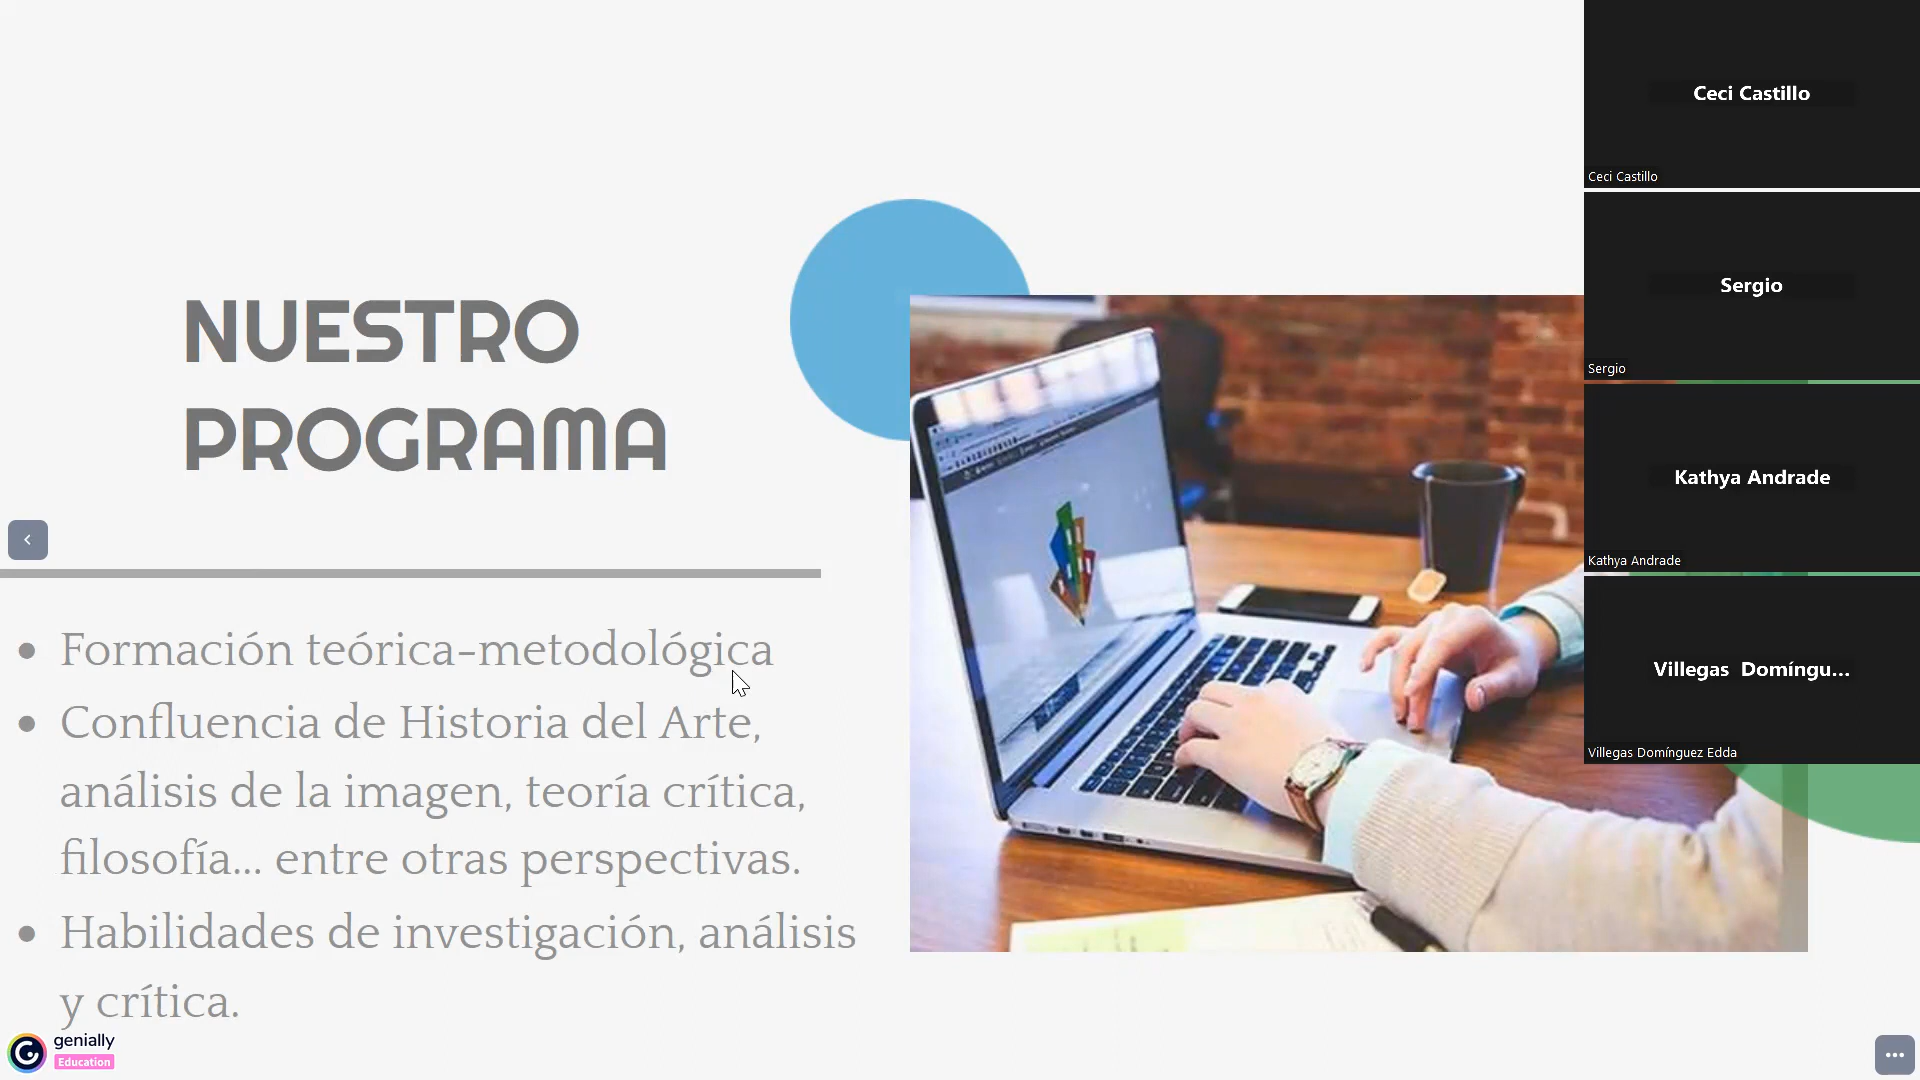 NUESTRO
PROGRAMA
Formación teórica-metodológica
Confluencia de Historia del Arte,
análisis de la imagen, teoría crítica,
filosofía... entre otras perspectivas.
Habilidades de investigación, análisis
y crítica.
genially
Education
Ceci Castillo
Ceci Castillo
Sergio
Sergio
Kathya Andrade
Kathya Andrade
Villegas Domíngu...
Villegas Domínguez Edda